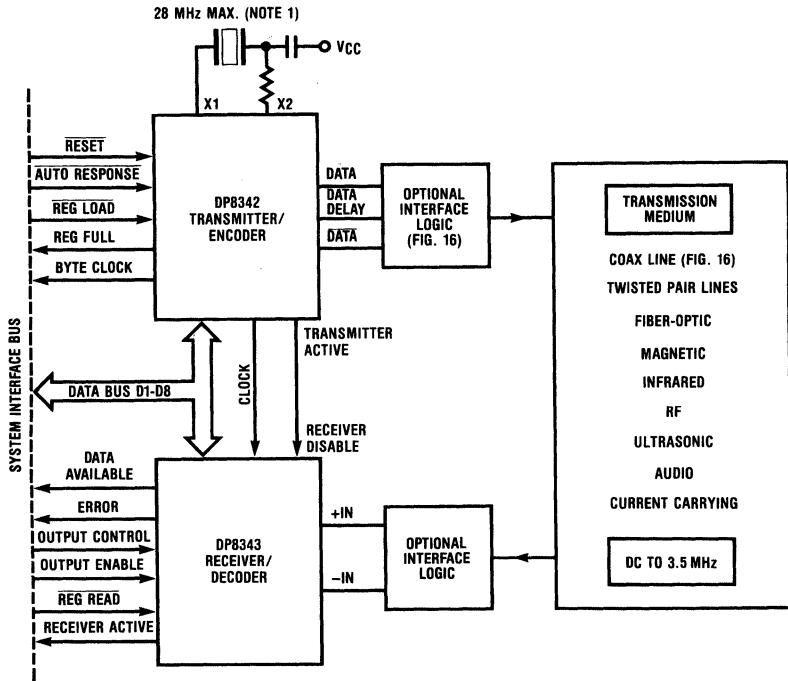 28 MHz MAX. (NOTE 1)
VCC
X1
X2
RESET
AUTO RESPONSE
REG LOAD
REG FULL
BYTE CLOCK
DP8342
TRANSMITTER/
ENCODER
DATA
DATA
DELAY
DATA
OPTIONAL
INTERFACE
LOGIC
(FIG. 16)
TRANSMISSION
MEDIUM
COAX LINE (FIG. 16)
TWISTED PAIR LINES
FIBER-OPTIC
MAGNETIC
INFRARED
RF
ULTRASONIC
AUDIO
CURRENT CARRYING
DC TO 3.5 MHz
SYSTEM INTERFACE BUS
DATA BUS D1-D8
CLOCK
TRANSMITTER
ACTIVE
RECEIVER
DISABLE
DATA
AVAILABLE
ERROR
OUTPUT CONTROL
OUTPUT ENABLE
REG READ
RECEIVER ACTIVE
DP8343
RECEIVER/
DECODER
+IN
−IN
OPTIONAL
INTERFACE
LOGIC